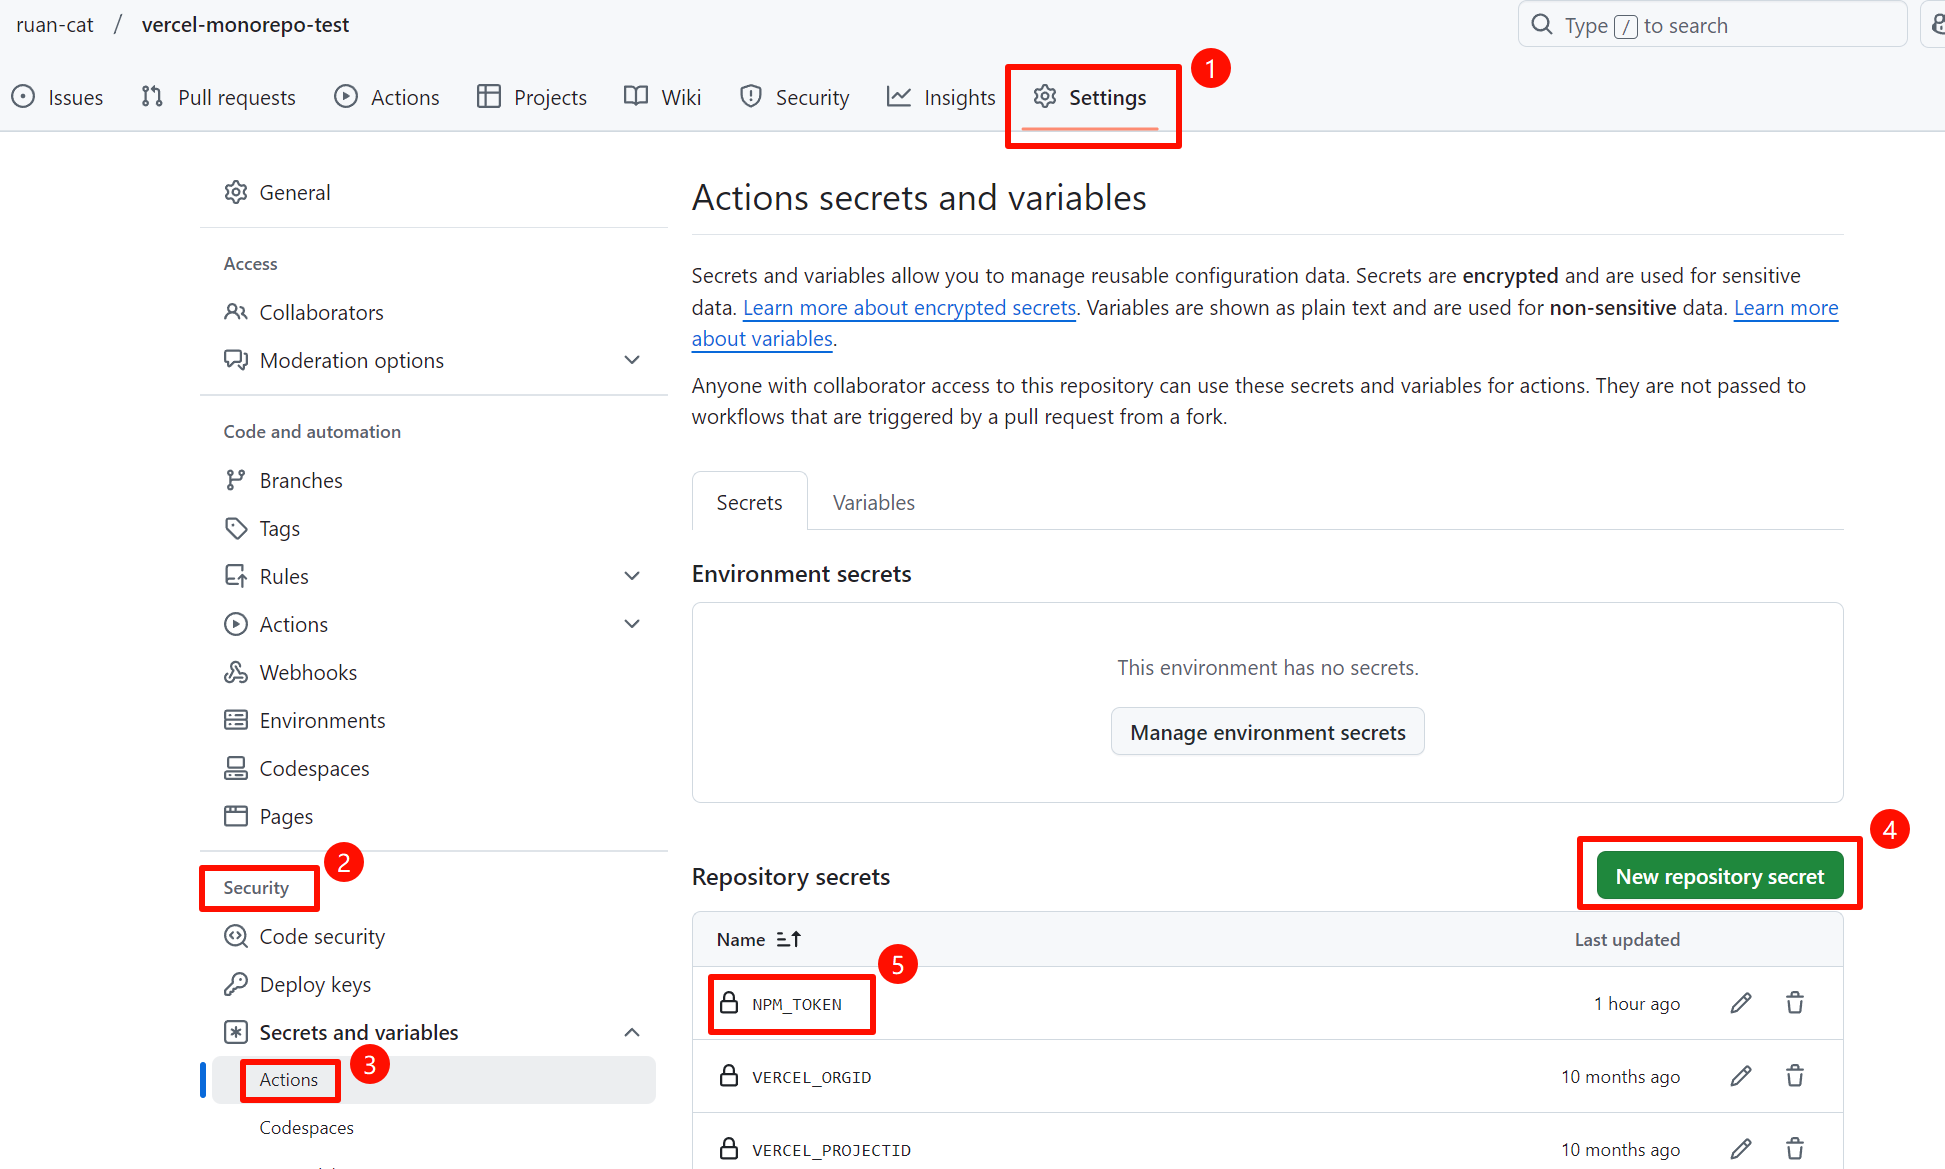 ruan-cat / vercel-monorepo-test
Type / to search
Issues
Pull requests
Actions
Projects
Wiki
Security
Insights
Settings
1
General
Access
Collaborators
Moderation options
Code and automation
Branches
Tags
Rules
Actions
Webhooks
Environments
Codespaces
Pages
Security
2
Code security
Deploy keys
Secrets and variables
Actions
3
Codespaces
Actions secrets and variables
Secrets and variables allow you to manage reusable configuration data. Secrets are encrypted and are used for sensitive
data. Learn more about encrypted secrets. Variables are shown as plain text and are used for non-sensitive data. Learn more
about variables.
Anyone with collaborator access to this repository can use these secrets and variables for actions. They are not passed to
workflows that are triggered by a pull request from a fork.
Secrets
Variables
Environment secrets
This environment has no secrets.
Manage environment secrets
Repository secrets
New repository secret
4
Name
Last updated
5
NPM_TOKEN
1 hour ago
VERCEL_ORGID
10 months ago
VERCEL_PROJECTID
10 months ago